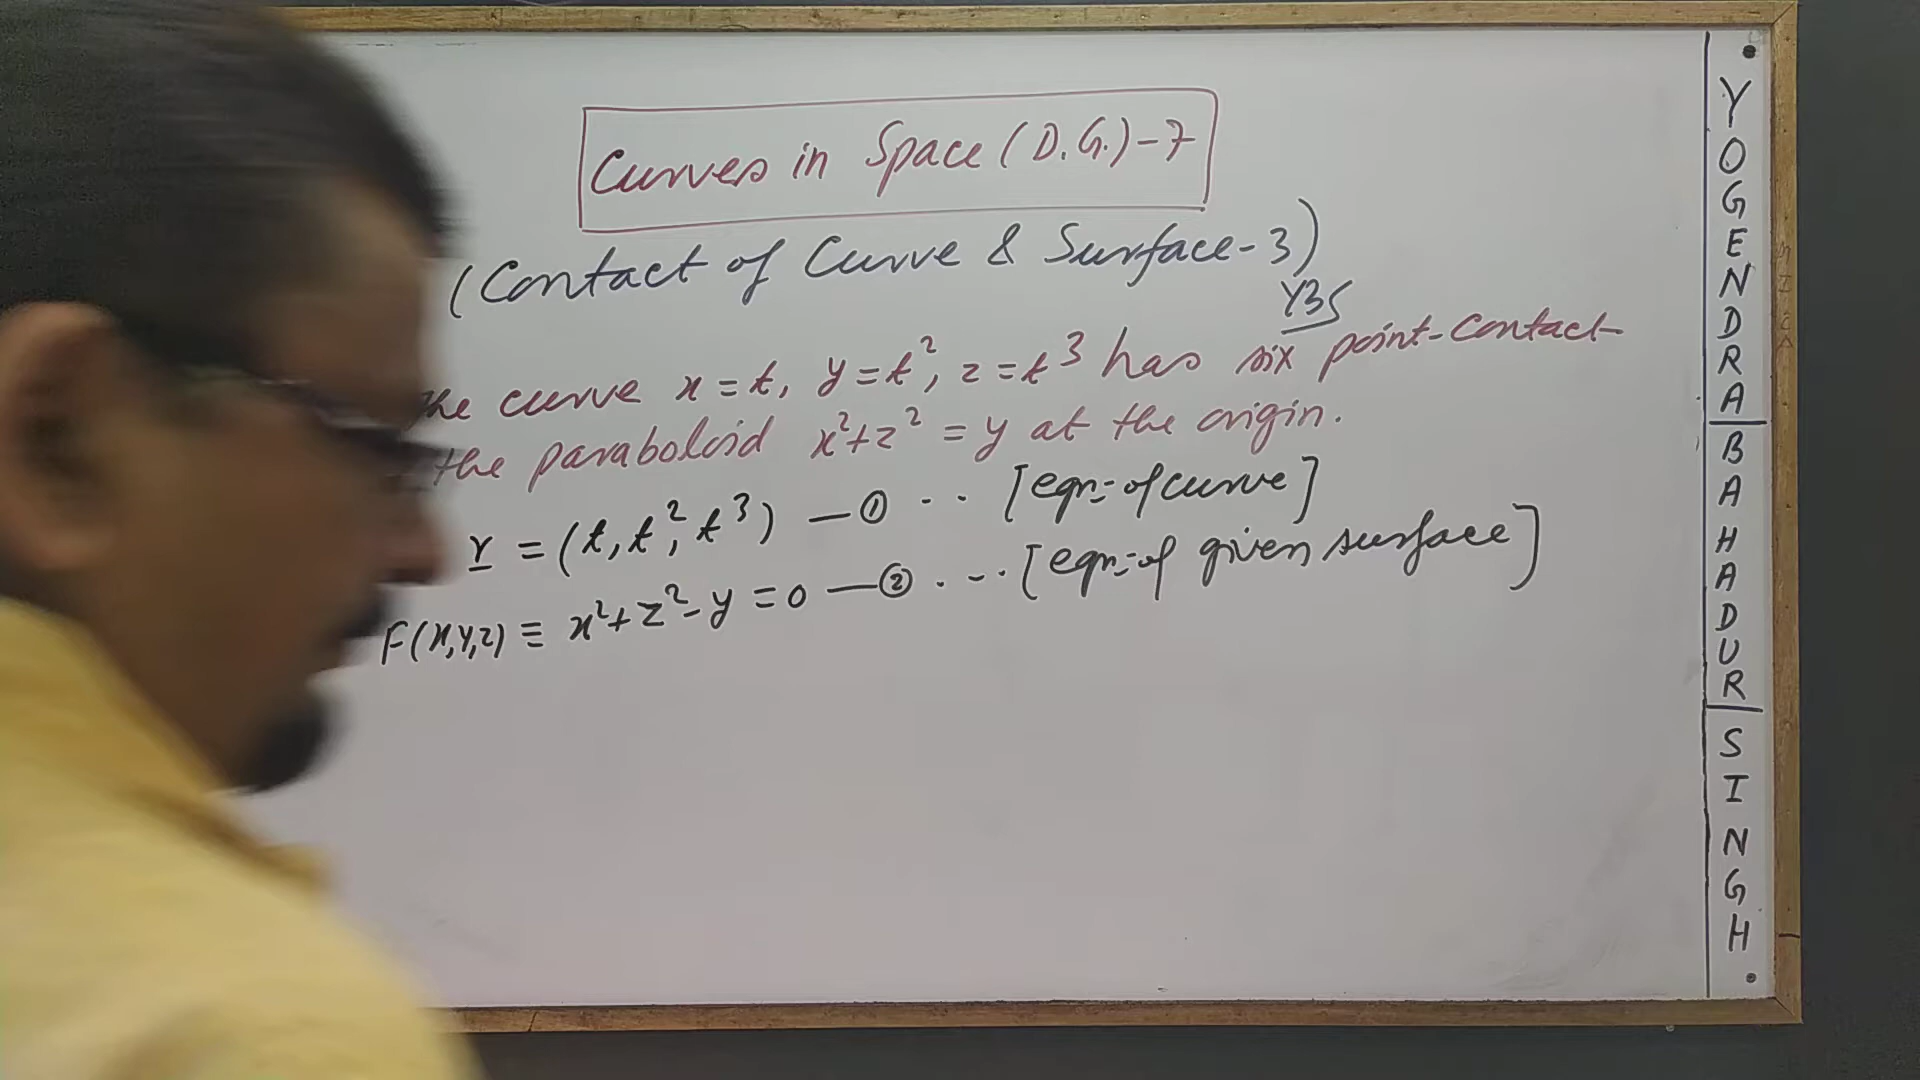 Curves in Space (D.G.)-7
(Contact of Curve & Surface-3)
YBS
the curve x = t, y = t², z = t³ has six point-contact
the paraboloid x²+z² = y at the origin.
r = (t, t², t³) —① .. [eqn= of curve]
F(x,y,z) ≡ x²+z²-y = 0 —② . -.. [eqn= of given surface]
YOGENDRA
BAHADUR
SINGH